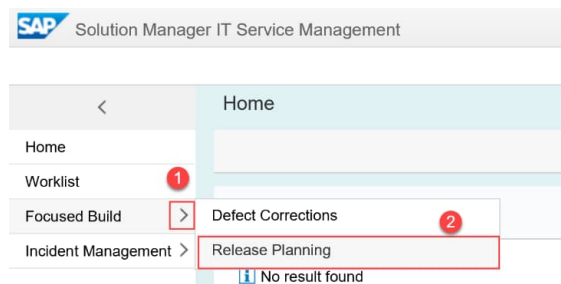 SAP Solution Manager IT Service Management
< Home
Home
Worklist 1
Focused Build > Defect Corrections 2
Incident Management > Release Planning
i No result found